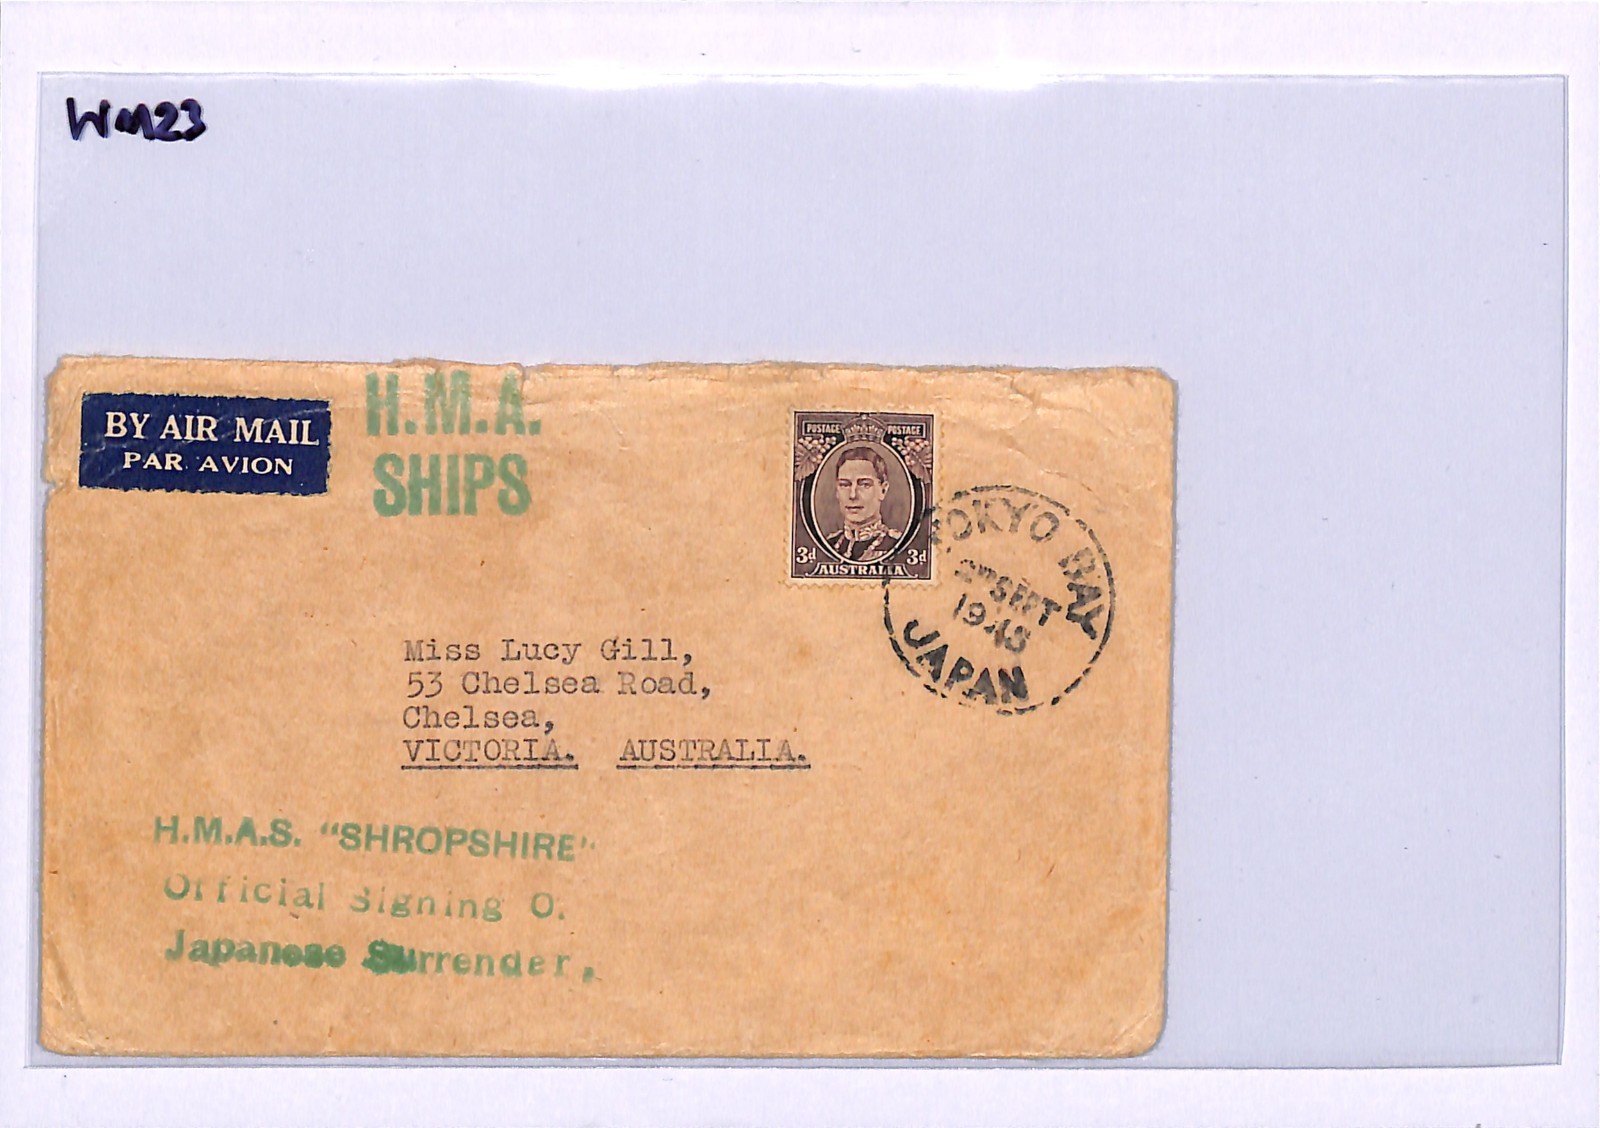 WM23
BY AIR MAIL
PAR AVION
H.M.A.
SHIPS
POSTAGE POSTAGE
3d 3d
AUSTRALIA
TOKYO BAY
2ND SEPT
1945
JAPAN
Miss Lucy Gill,
53 Chelsea Road,
Chelsea,
VICTORIA. AUSTRALIA.
H.M.A.S. "SHROPSHIRE"
Official Signing O.
Japanese Surrender.